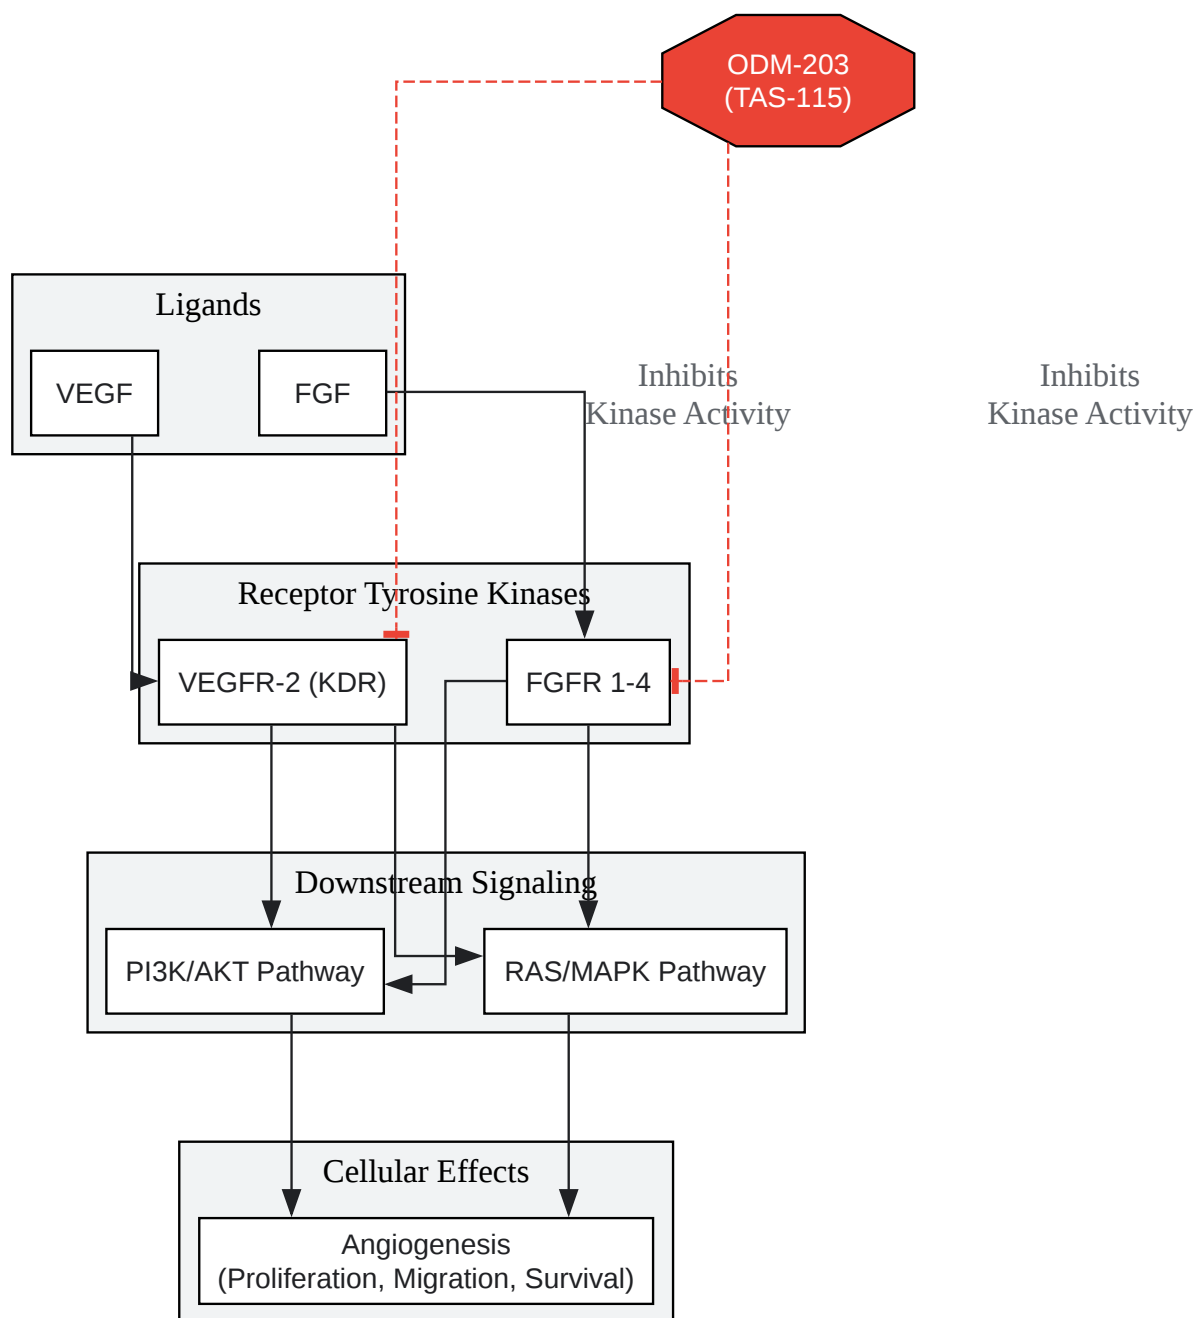 ODM-203
(TAS-115)
Ligands
VEGF
FGF
Inhibits
Kinase Activity
Inhibits
Kinase Activity
Receptor Tyrosine Kinases
VEGFR-2 (KDR)
FGFR 1-4
Downstream Signaling
PI3K/AKT Pathway
RAS/MAPK Pathway
Cellular Effects
Angiogenesis
(Proliferation, Migration, Survival)